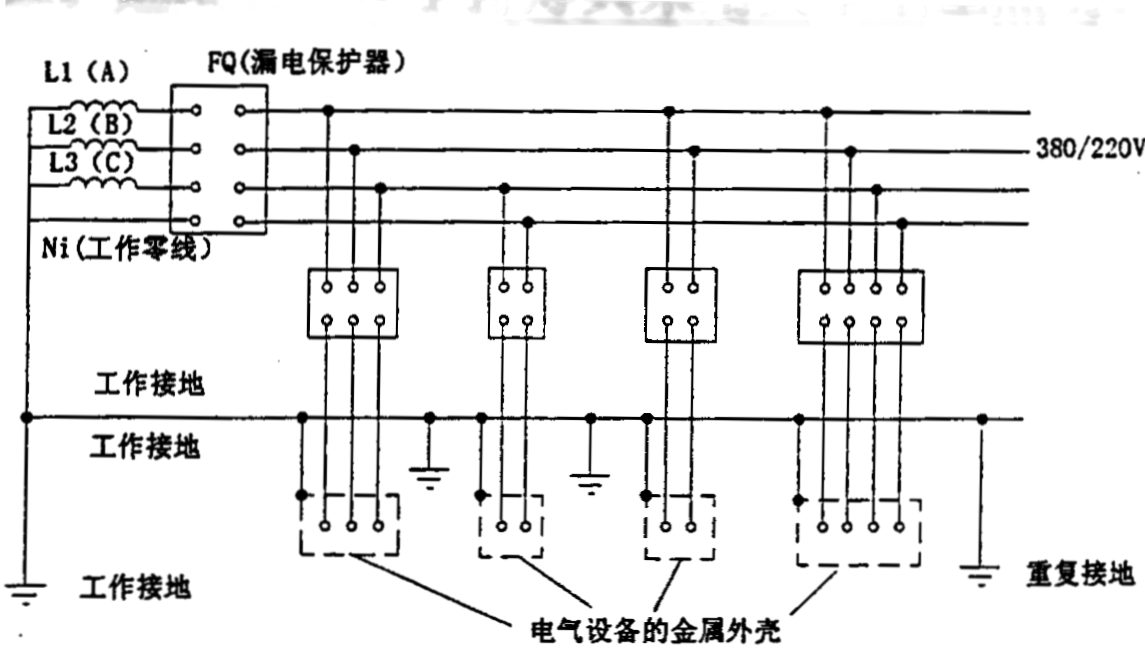 FQ(漏电保护器)
L1 (A)
L2 (B)
L3 (C)
380/220V
Ni(工作零线)
工作接地
工作接地
工作接地
重复接地
电气设备的金属外壳